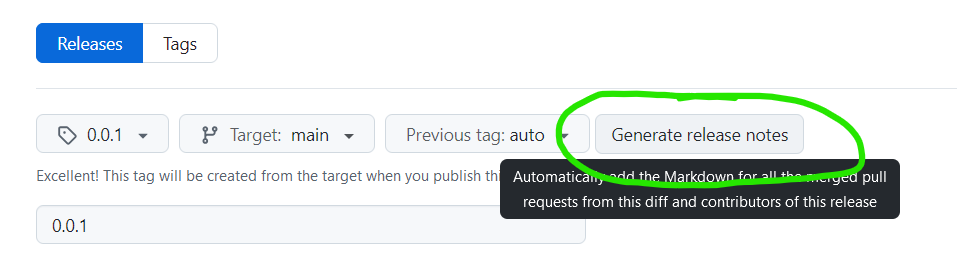 Releases Tags
0.0.1 Target: main Previous tag: auto Generate release notes
Excellent! This tag will be created from the target when you publish thi
Automatically add the Markdown for all the merged pull
requests from this diff and contributors of this release
0.0.1